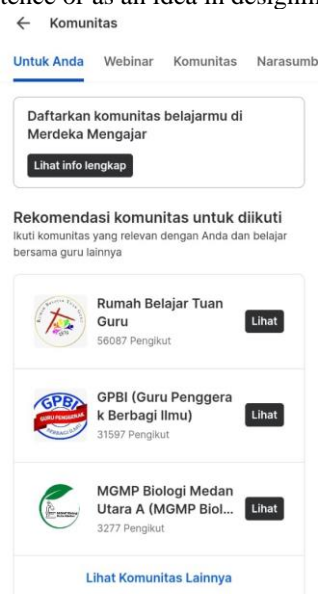 ← Komunitas
Untuk Anda Webinar Komunitas Narasumb
Daftarkan komunitas belajarmu di
Merdeka Mengajar
Lihat info lengkap
Rekomendasi komunitas untuk diikuti
Ikuti komunitas yang relevan dengan Anda dan belajar
bersama guru lainnya
Rumah Belajar Tuan
Guru
56087 Pengikut
Lihat
GPBI
GURU PENGGERAK
BERBAGI ILMU
GPBI (Guru Penggera
k Berbagi Ilmu)
31597 Pengikut
Lihat
MGMP Biologi Medan
Utara A (MGMP Biol...
3277 Pengikut
Lihat
Lihat Komunitas Lainnya